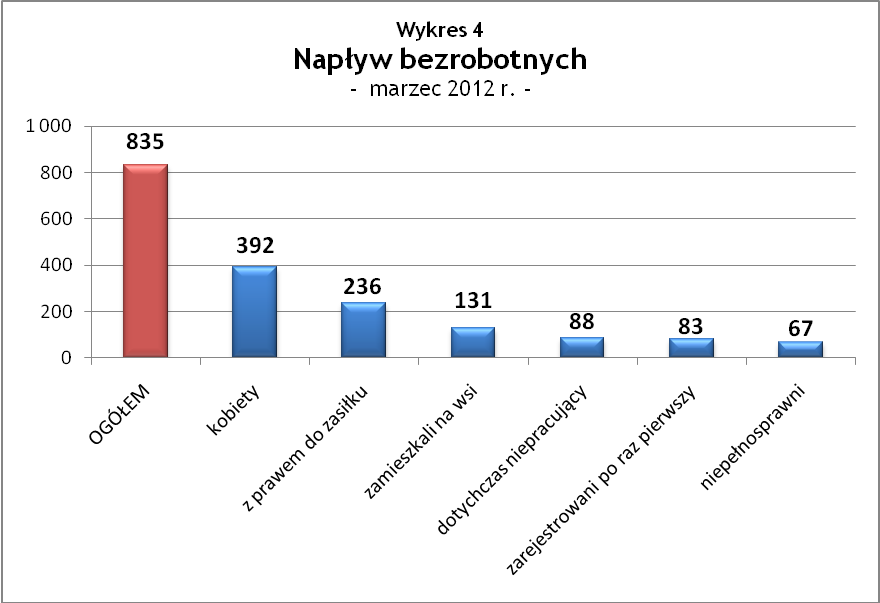 Wykres 4
Napływ bezrobotnych
- marzec 2012 r. -
1 000
800
600
400
200
0
835
392
236
131
88
83
67
OGÓŁEM
kobiety
z prawem do zasiłku
zamieszkali na wsi
dotychczas niepracujący
zarejestrowani po raz pierwszy
niepełnosprawni